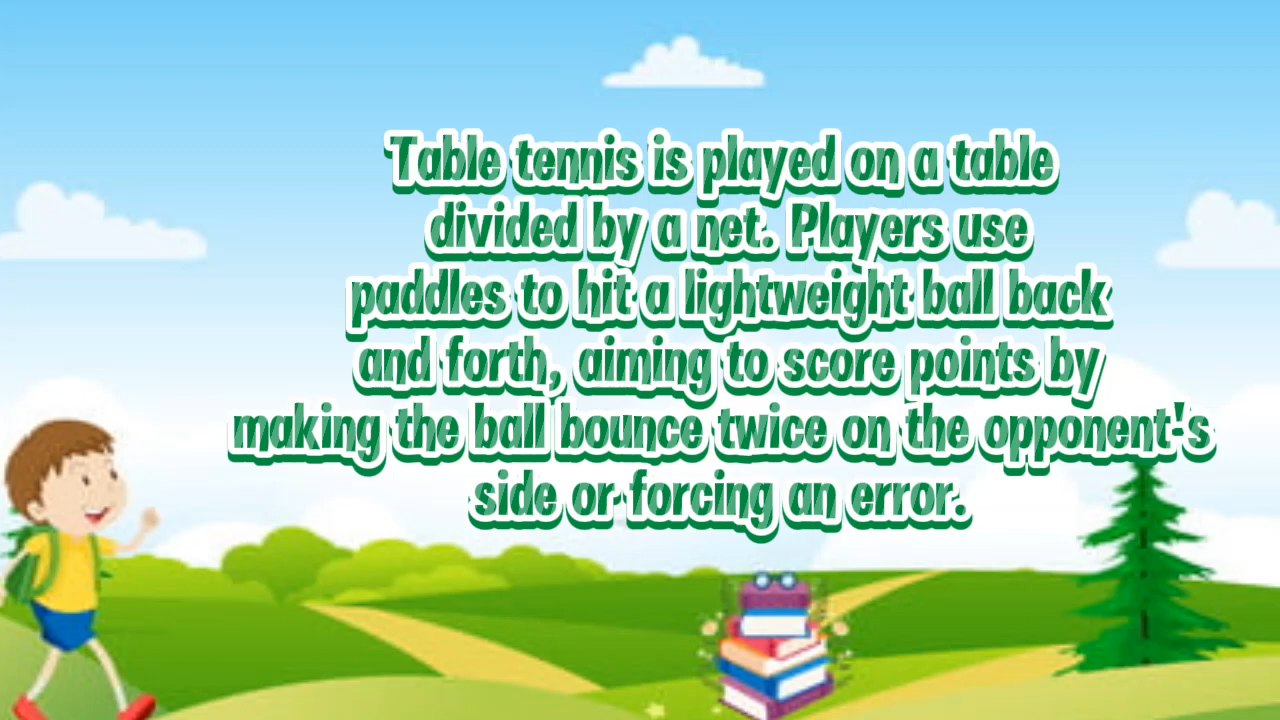 Table tennis is played on a table
divided by a net. Players use
paddles to hit a lightweight ball back
and forth, aiming to score points by
making the ball bounce twice on the opponent's
side or forcing an error.